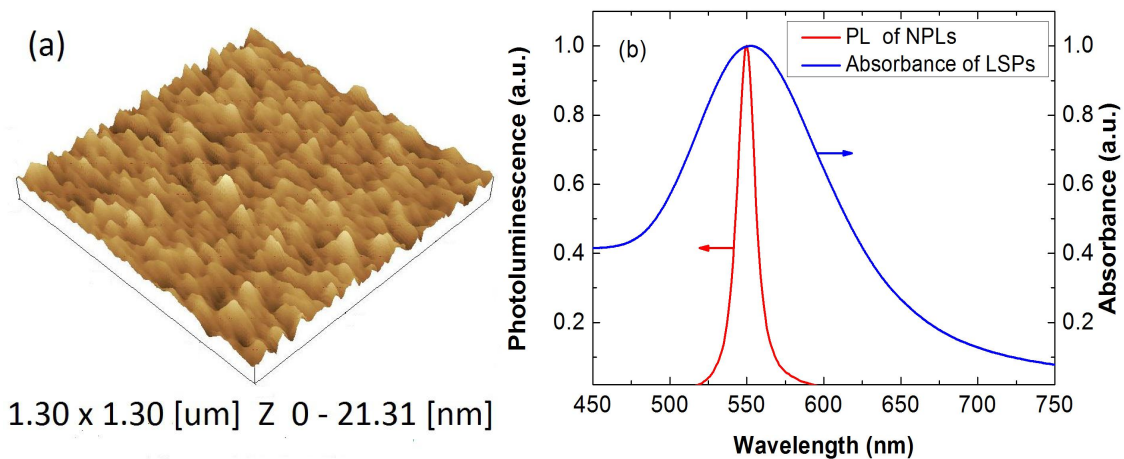 (a)
1.30 x 1.30 [um] Z 0 - 21.31 [nm]
(b)
PL of NPLs
Absorbance of LSPs
Photoluminescence (a.u.)
1.0
0.8
0.6
0.4
0.2
Absorbance (a.u.)
1.0
0.8
0.6
0.4
0.2
450 500 550 600 650 700 750
Wavelength (nm)